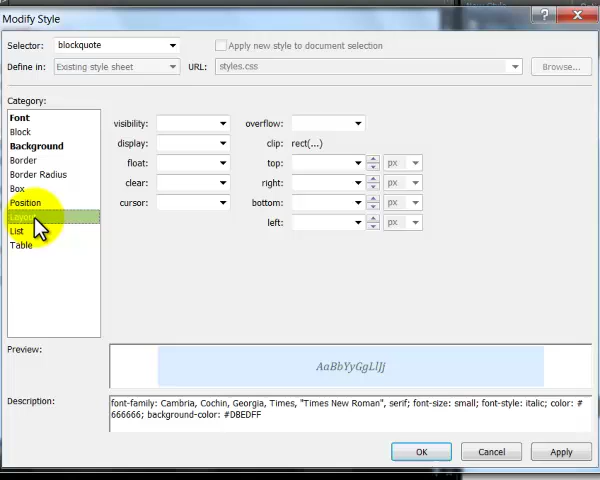 New Style
Modify Style
Selector: blockquote Apply new style to document selection
Define in: Existing style sheet URL: styles.css Browse...
Category:
Font
Block
Background
Border
Border Radius
Box
Position
Layout
List
Table
visibility: overflow:
display: clip: rect(...)
float: top: px
clear: right: px
cursor: bottom: px
left: px
Preview:
AaBbYyGgLlJj
Description:
font-family: Cambria, Cochin, Georgia, Times, "Times New Roman", serif; font-size: small; font-style: italic; color: #
666666; background-color: #DBEDFF
OK Cancel Apply